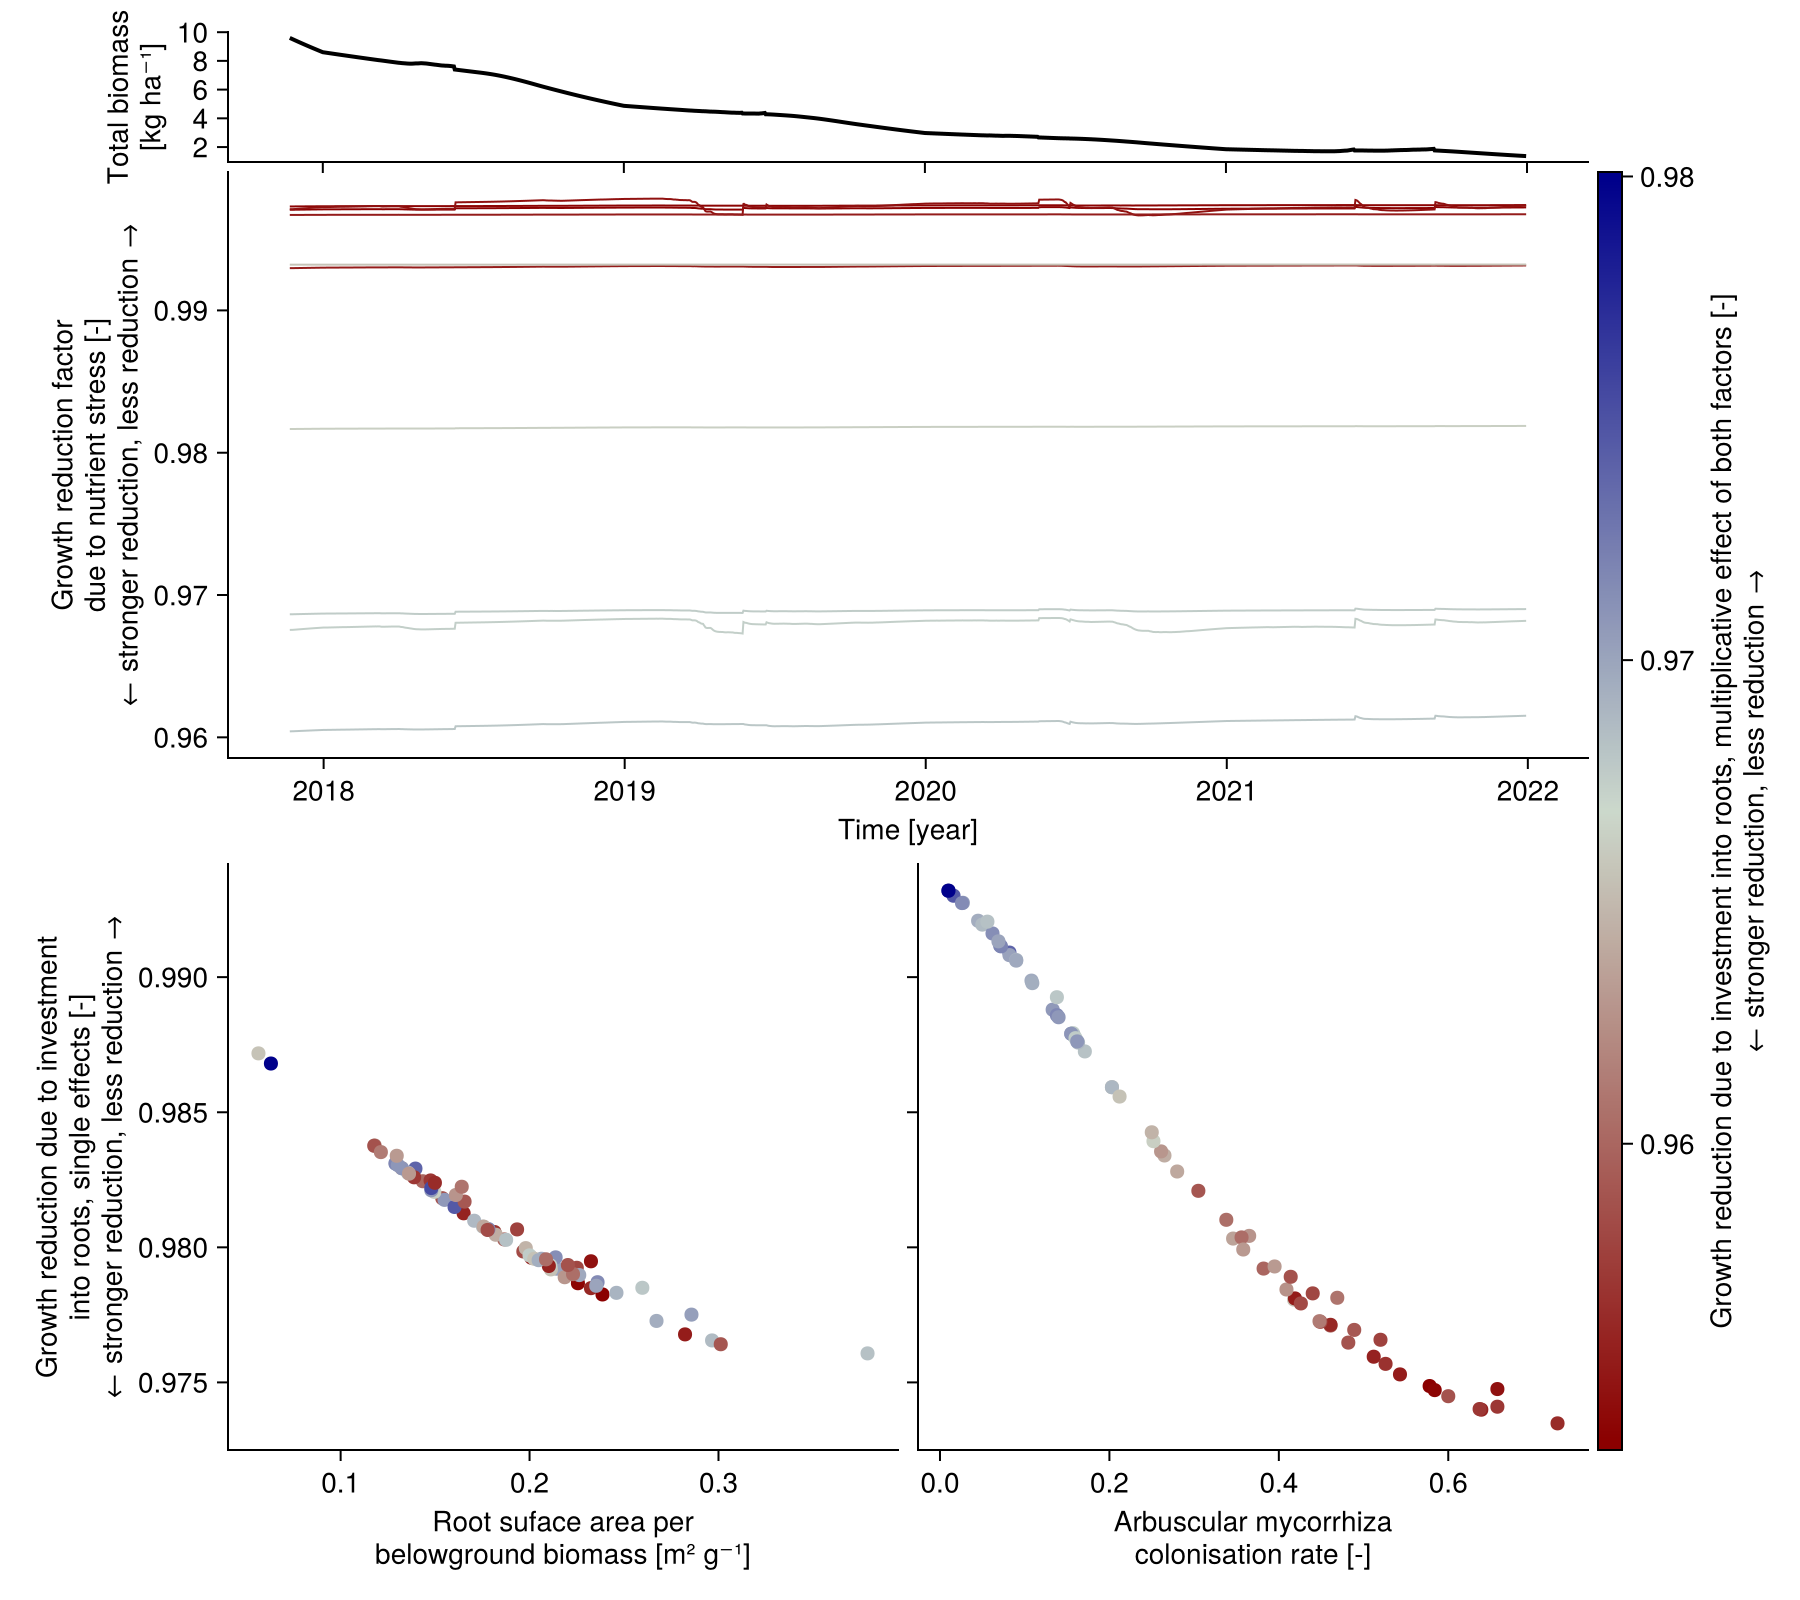 Total biomass
[kg ha⁻¹]
10
8
6
4
2
Growth reduction factor
due to nutrient stress [-]
← stronger reduction, less reduction →
0.99
0.98
0.97
0.96
2018
2019
2020
2021
2022
Time [year]
0.98
0.97
0.96
Growth reduction due to investment into roots, multiplicative effect of both factors [-]
← stronger reduction, less reduction →
Growth reduction due to investment
into roots, single effects [-]
← stronger reduction, less reduction →
0.990
0.985
0.980
0.975
0.1
0.2
0.3
Root suface area per
belowground biomass [m² g⁻¹]
0.0
0.2
0.4
0.6
Arbuscular mycorrhiza
colonisation rate [-]